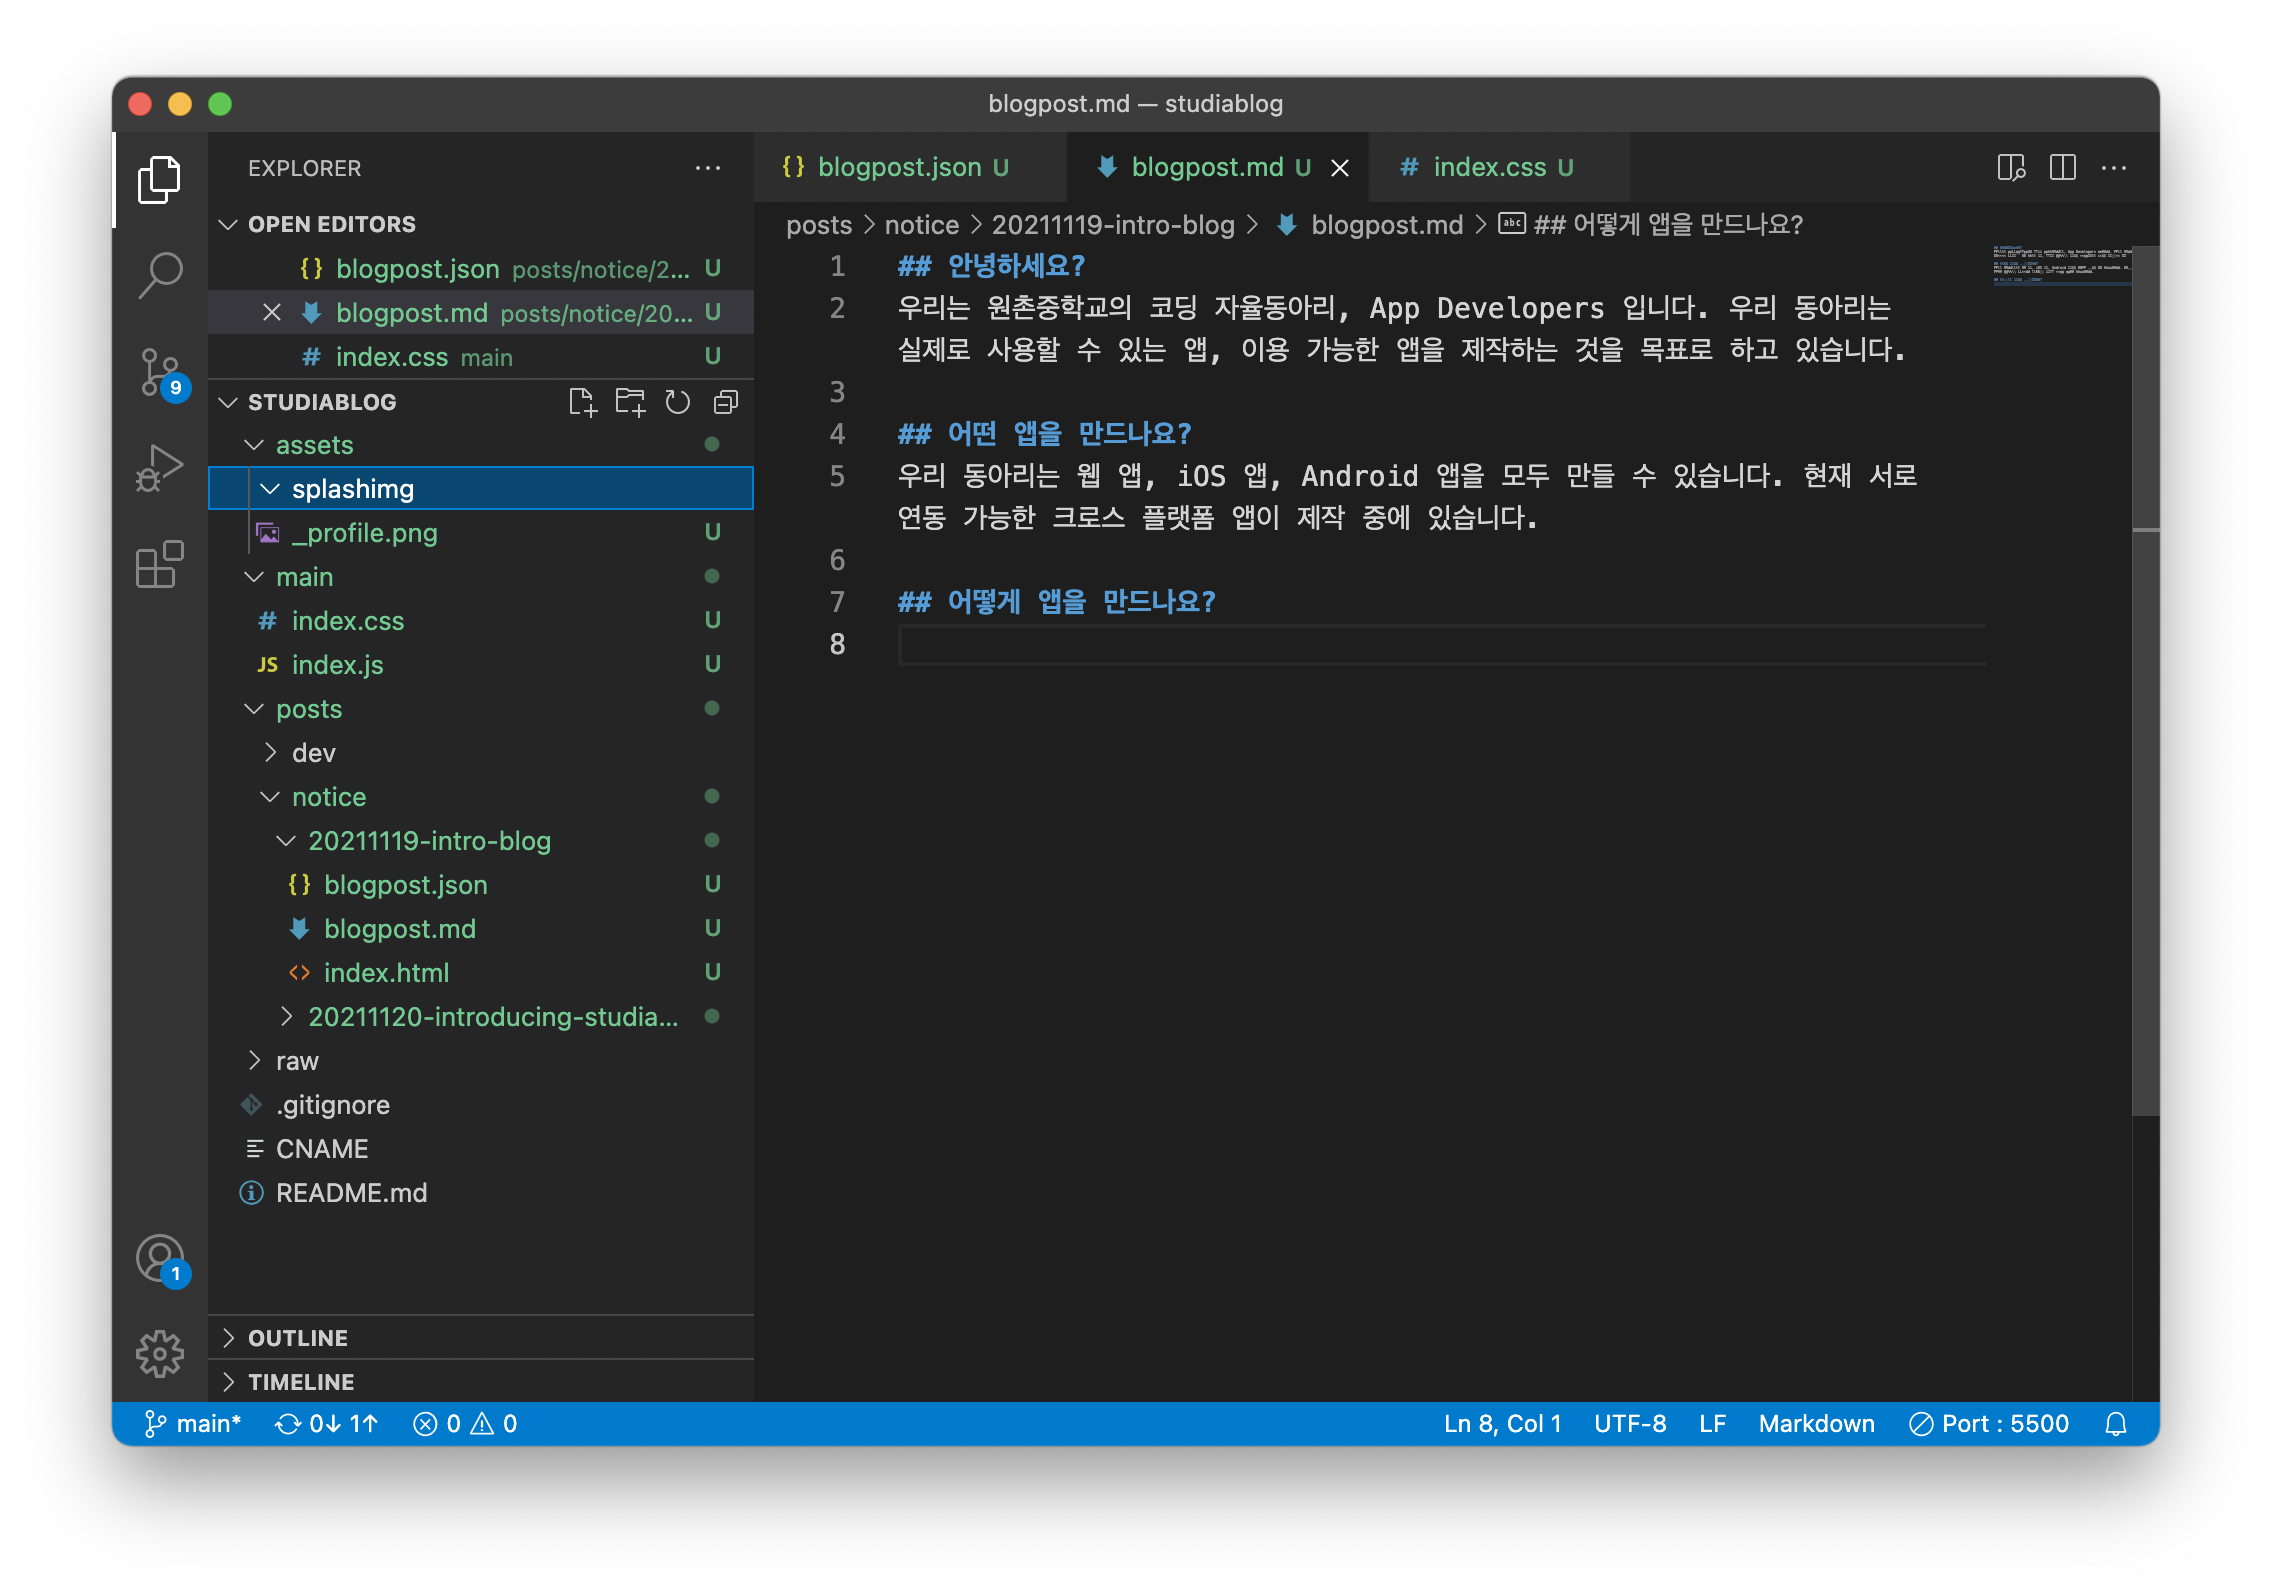 blogpost.md — studiablog
EXPLORER
OPEN EDITORS
blogpost.json posts/notice/2... U
blogpost.md posts/notice/20... U
index.css main U
STUDIABLOG
assets
splashimg
_profile.png U
main
index.css U
JS index.js U
posts
dev
notice
20211119-intro-blog
blogpost.json U
blogpost.md U
index.html U
20211120-introducing-studia...
raw
.gitignore
CNAME
README.md
OUTLINE
TIMELINE
9
1
{} blogpost.json U
blogpost.md U
# index.css U
posts > notice > 20211119-intro-blog > blogpost.md > abc ## 어떻게 앱을 만드나요?
1 ## 안녕하세요?
2 우리는 원촌중학교의 코딩 자율동아리, App Developers 입니다. 우리 동아리는
실제로 사용할 수 있는 앱, 이용 가능한 앱을 제작하는 것을 목표로 하고 있습니다.
3
4 ## 어떤 앱을 만드나요?
5 우리 동아리는 웹 앱, iOS 앱, Android 앱을 모두 만들 수 있습니다. 현재 서로
연동 가능한 크로스 플랫폼 앱이 제작 중에 있습니다.
6
7 ## 어떻게 앱을 만드나요?
8
main* 0↓ 1↑ 0 0
Ln 8, Col 1 UTF-8 LF Markdown Port : 5500